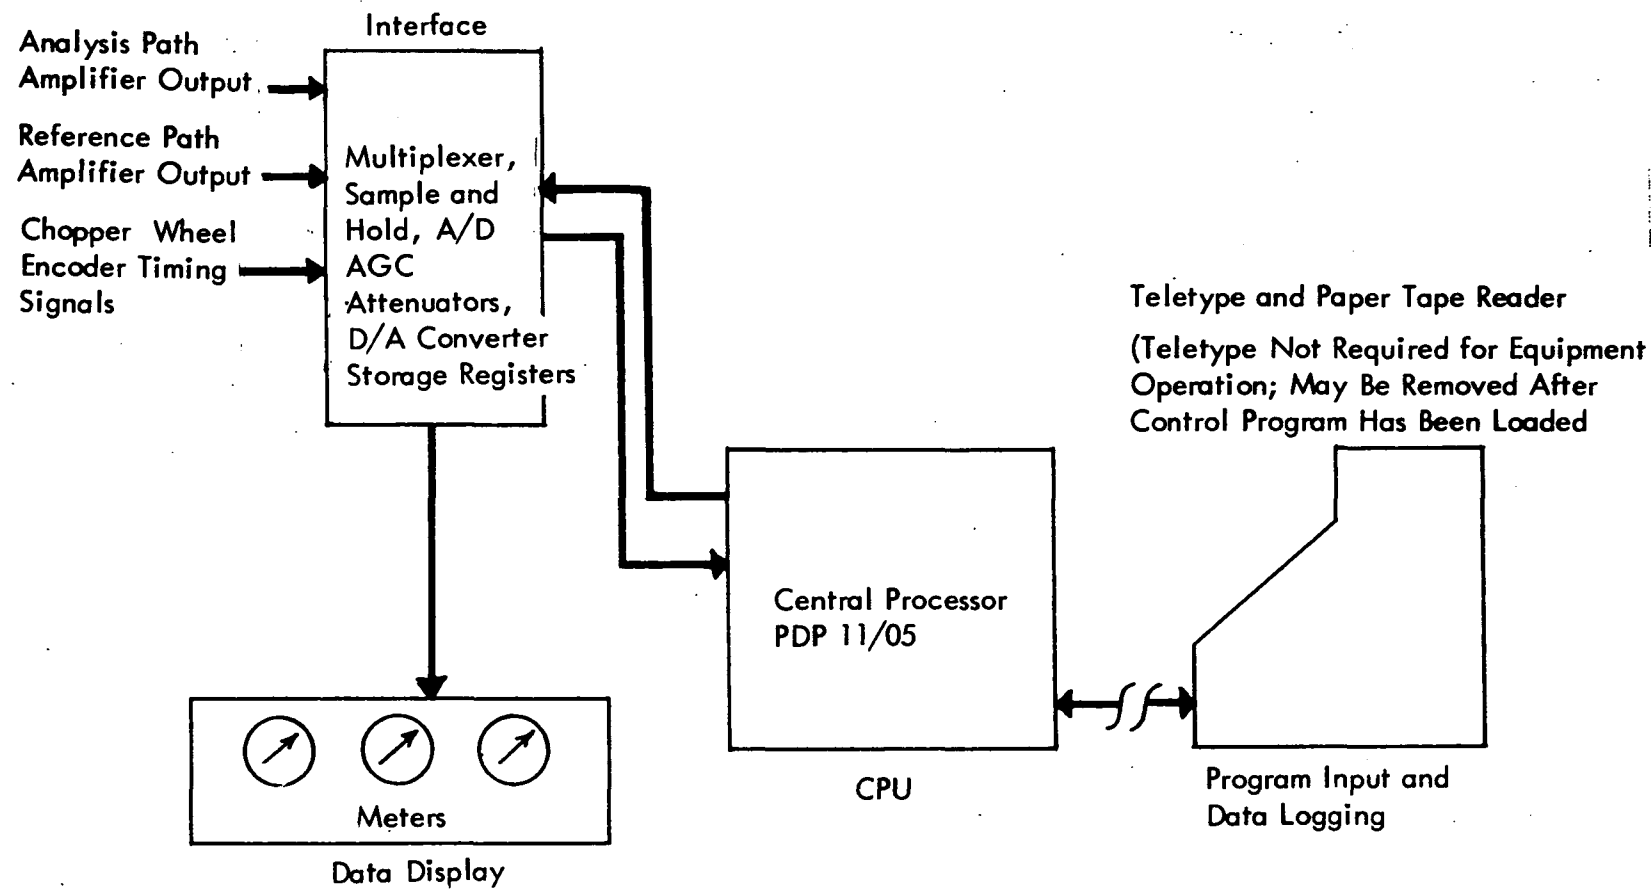 Interface
Analysis Path
Amplifier Output
Reference Path
Amplifier Output
Chopper Wheel
Encoder Timing
Signals
Multiplexer,
Sample and
Hold, A/D
AGC
Attenuators,
D/A Converter
Storage Registers
Teletype and Paper Tape Reader
(Teletype Not Required for Equipment
Operation; May Be Removed After
Control Program Has Been Loaded
Central Processor
PDP 11/05
CPU
Program Input and
Data Logging
Meters
Data Display